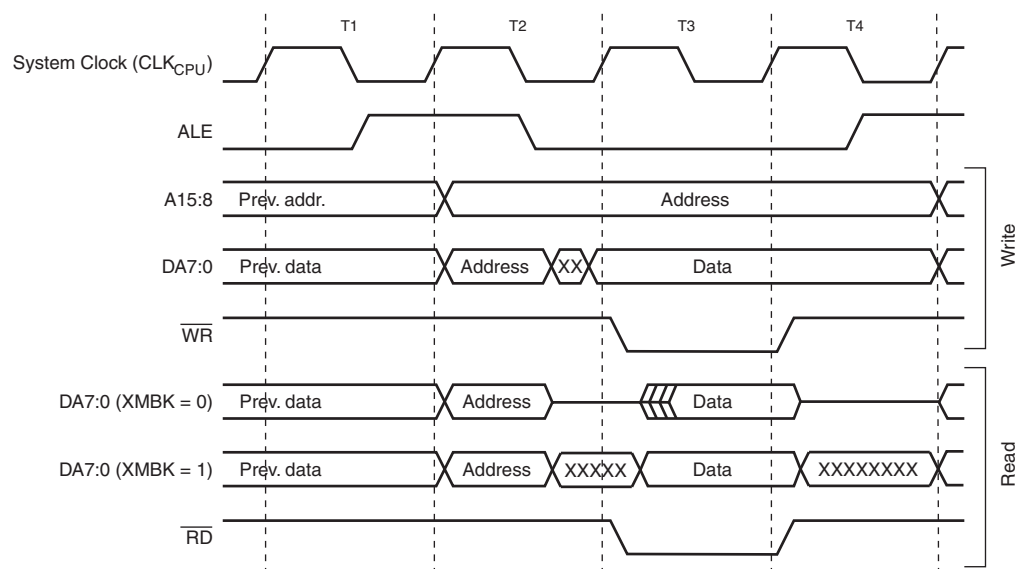 T1 T2 T3 T4
System Clock (CLKCPU)
ALE
A15:8 Prev. addr. Address
DA7:0 Prev. data Address XX Data
WR
Write
DA7:0 (XMBK = 0) Prev. data Address Data
DA7:0 (XMBK = 1) Prev. data Address XXXXX Data XXXXXXXX
RD
Read